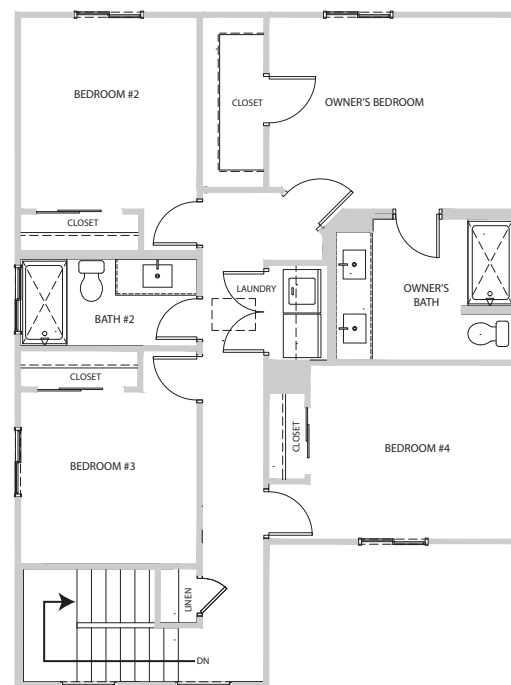 BEDROOM #2
CLOSET
OWNER'S BEDROOM
CLOSET
LAUNDRY
OWNER'S
BATH
BATH #2
CLOSET
CLOSET
BEDROOM #4
BEDROOM #3
LINEN
DN